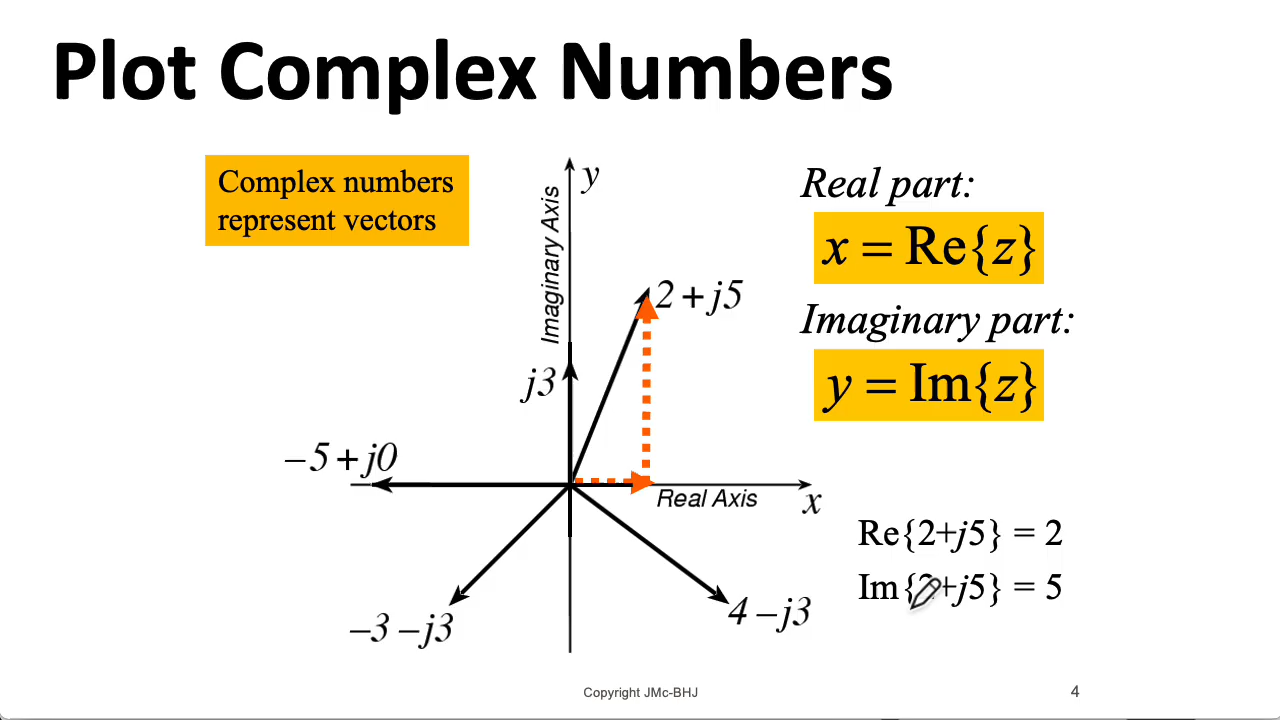 Plot Complex Numbers
Complex numbers
represent vectors
y
Imaginary Axis
Real part:
x = Re{z}
2 + j5
Imaginary part:
y = Im{z}
j3
– 5 + j0
Real Axis
x
Re{2+j5} = 2
Im{2+j5} = 5
–3 – j3
4 – j3
Copyright JMc-BHJ
4